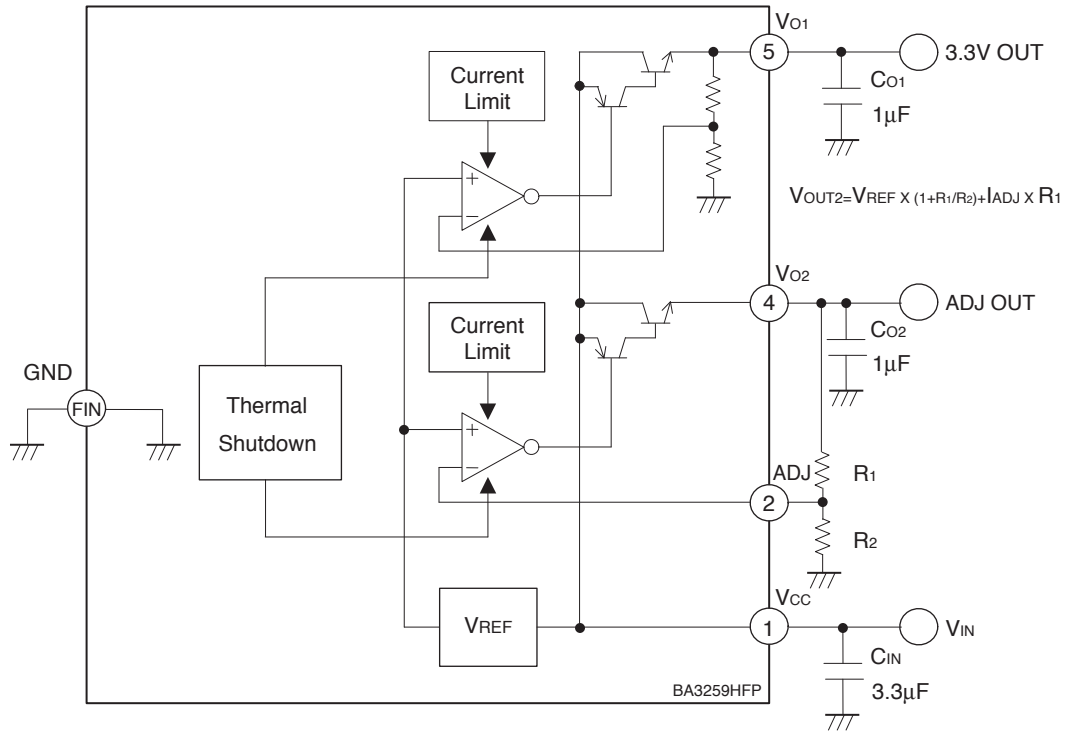 VO1
5
3.3V OUT
Current
Limit
CO1
1μF
+
−
VOUT2=VREF X (1+R1/R2)+IADJ X R1
VO2
4
ADJ OUT
Current
Limit
CO2
1μF
GND
FIN
Thermal
Shutdown
+
−
ADJ
2
R1
R2
VCC
VREF
1
VIN
CIN
3.3μF
BA3259HFP